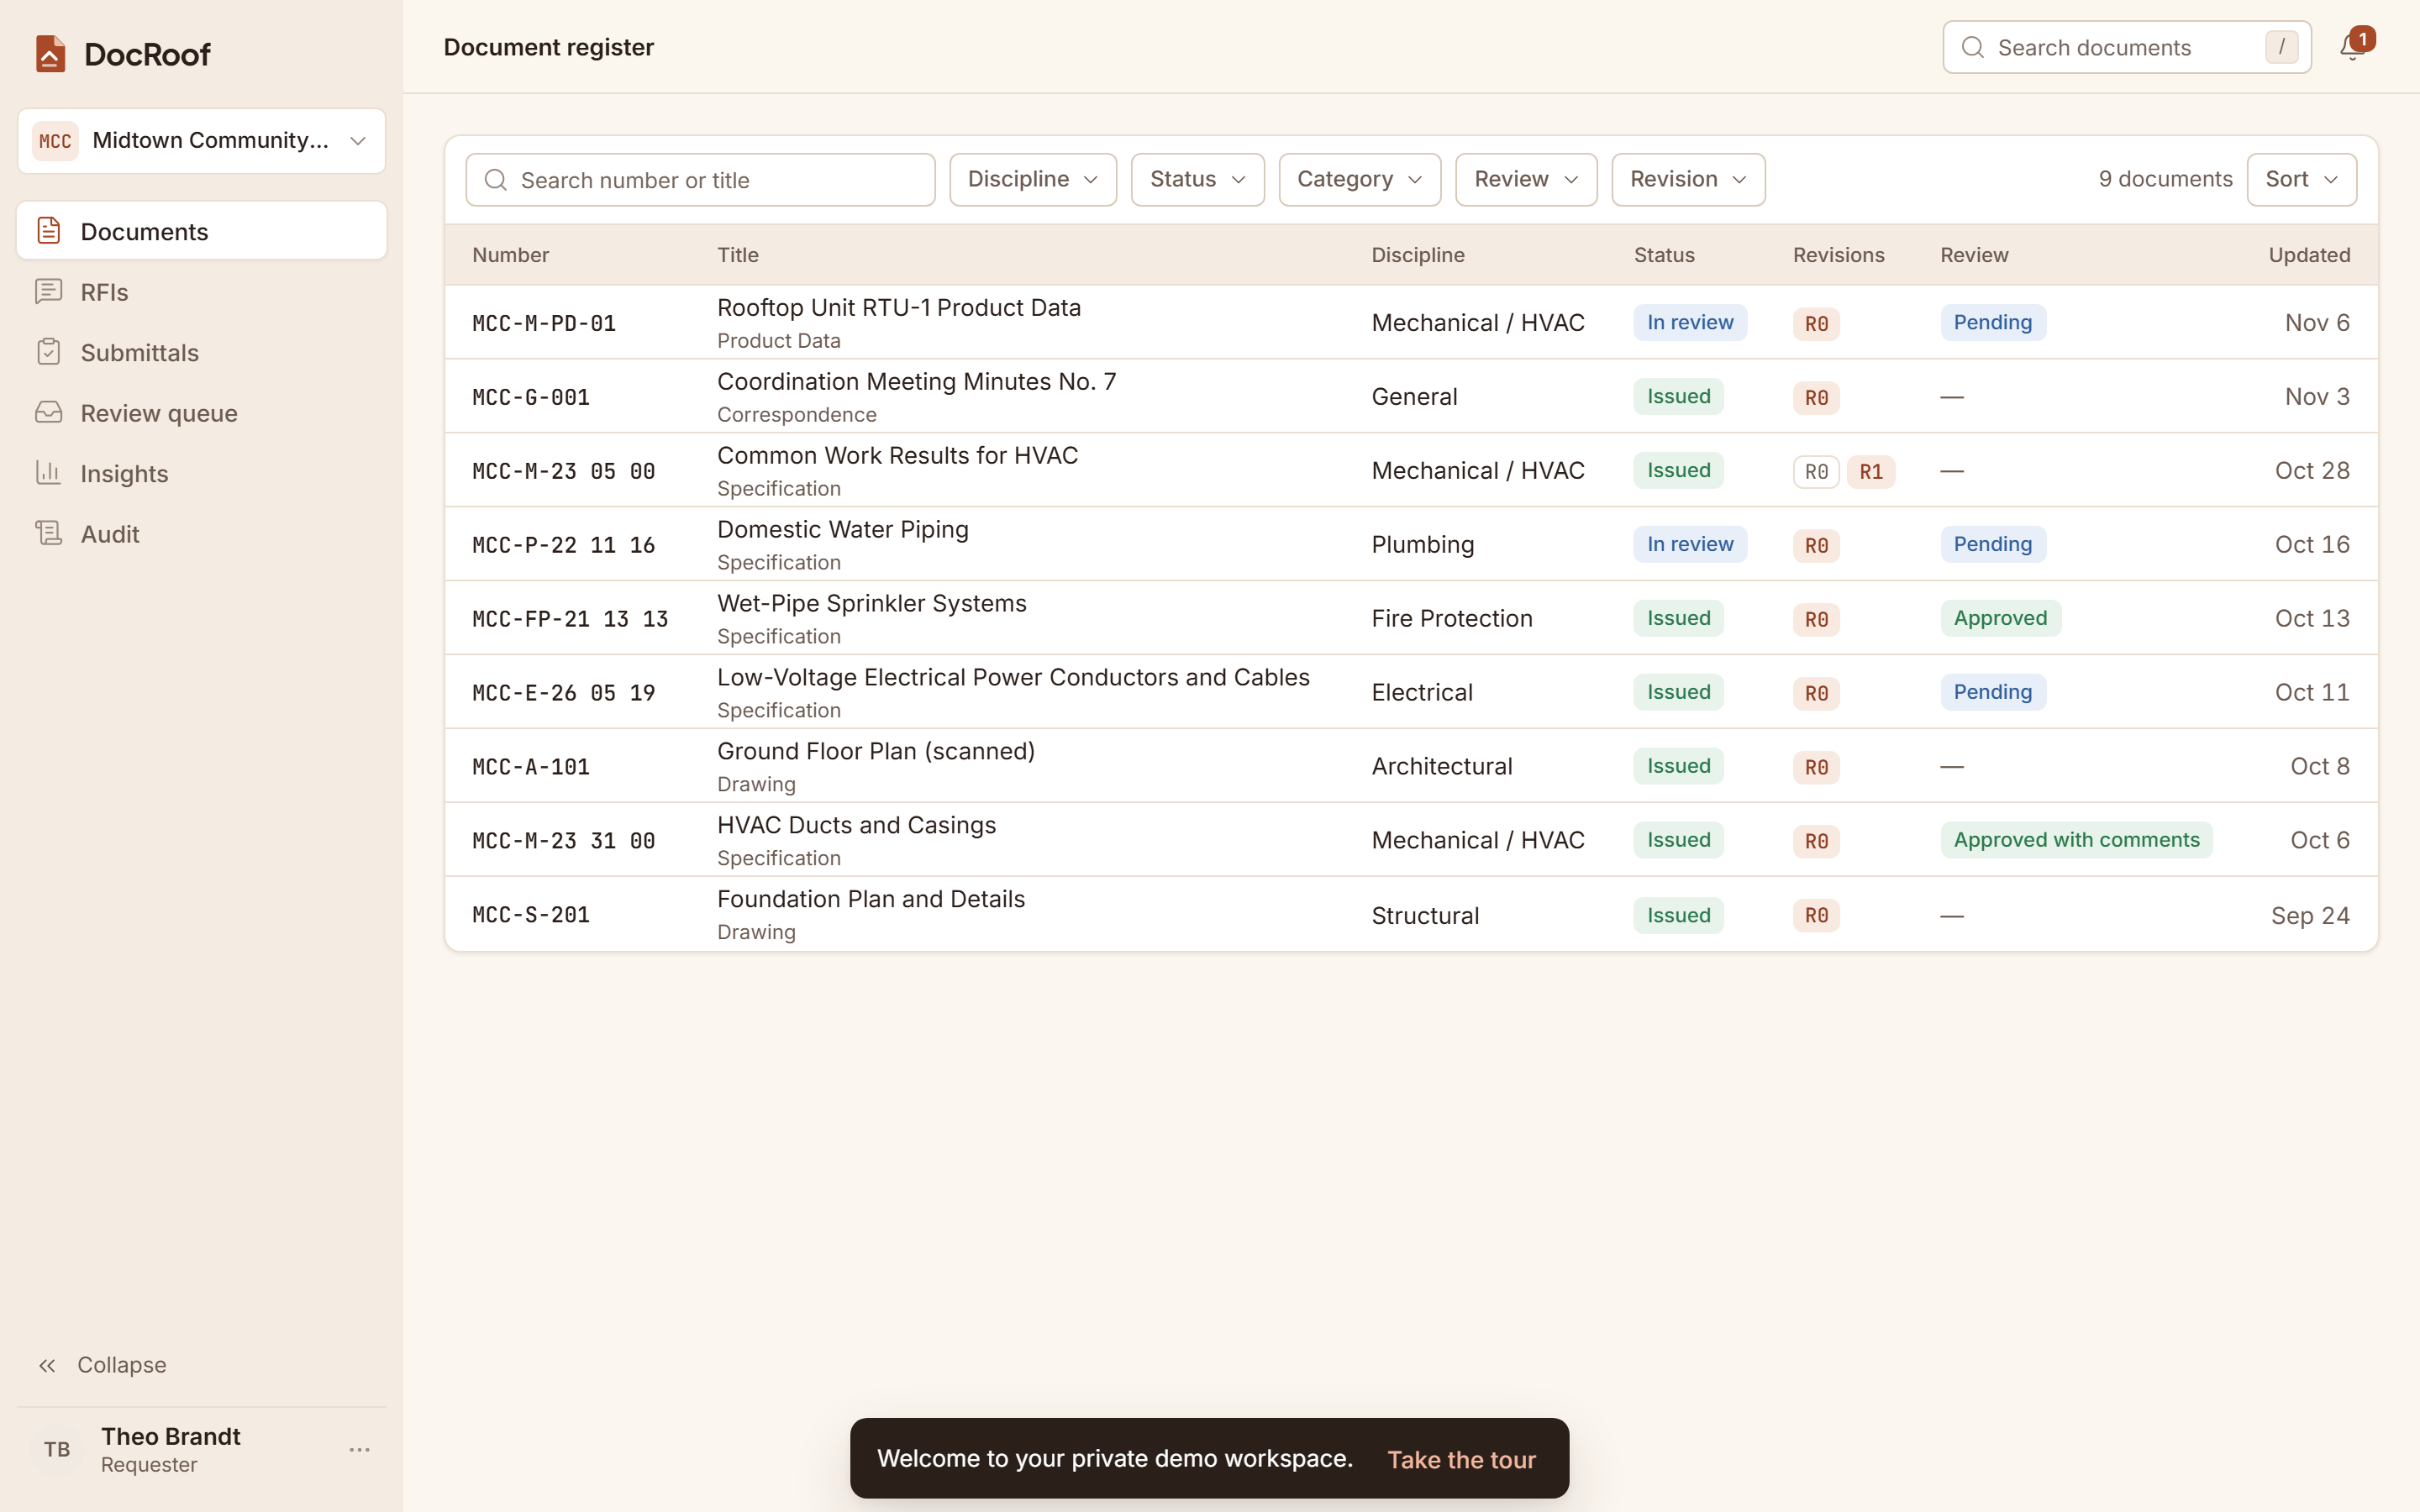 DocRoof
MCC Midtown Community...
Documents
RFIs
Submittals
Review queue
Insights
Audit
Collapse
TB Theo Brandt
Requester
Document register
Search documents /
1
Search number or title Discipline Status Category Review Revision 9 documents Sort
Number Title Discipline Status Revisions Review Updated
MCC-M-PD-01 Rooftop Unit RTU-1 Product Data Mechanical / HVAC In review R0 Pending Nov 6
Product Data
MCC-G-001 Coordination Meeting Minutes No. 7 General Issued R0 — Nov 3
Correspondence
MCC-M-23 05 00 Common Work Results for HVAC Mechanical / HVAC Issued R0 R1 — Oct 28
Specification
MCC-P-22 11 16 Domestic Water Piping Plumbing In review R0 Pending Oct 16
Specification
MCC-FP-21 13 13 Wet-Pipe Sprinkler Systems Fire Protection Issued R0 Approved Oct 13
Specification
MCC-E-26 05 19 Low-Voltage Electrical Power Conductors and Cables Electrical Issued R0 Pending Oct 11
Specification
MCC-A-101 Ground Floor Plan (scanned) Architectural Issued R0 — Oct 8
Drawing
MCC-M-23 31 00 HVAC Ducts and Casings Mechanical / HVAC Issued R0 Approved with comments Oct 6
Specification
MCC-S-201 Foundation Plan and Details Structural Issued R0 — Sep 24
Drawing
Welcome to your private demo workspace. Take the tour